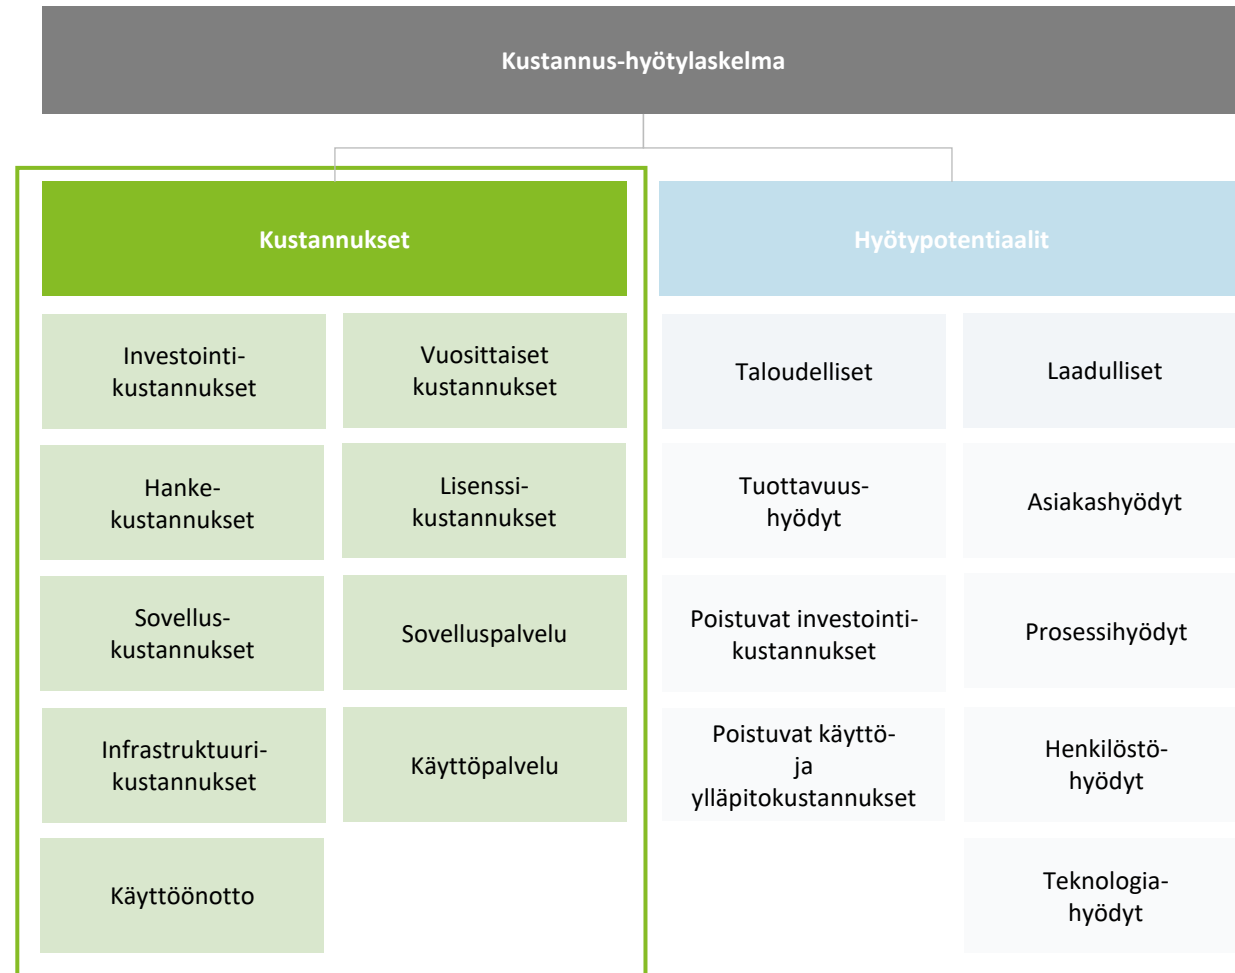 Kustannus-hyötylaskelma
Kustannukset
Hyötypotentiaalit
Investointi-
kustannukset
Vuosittaiset
kustannukset
Taloudelliset
Laadulliset
Hanke-
kustannukset
Lisenssi-
kustannukset
Tuottavuus-
hyödyt
Asiakashyödyt
Sovellus-
kustannukset
Sovelluspalvelu
Poistuvat investointi-
kustannukset
Prosessihyödyt
Infrastruktuuri-
kustannukset
Käyttöpalvelu
Poistuvat käyttö-
ja
ylläpitokustannukset
Henkilöstö-
hyödyt
Käyttöönotto
Teknologia-
hyödyt